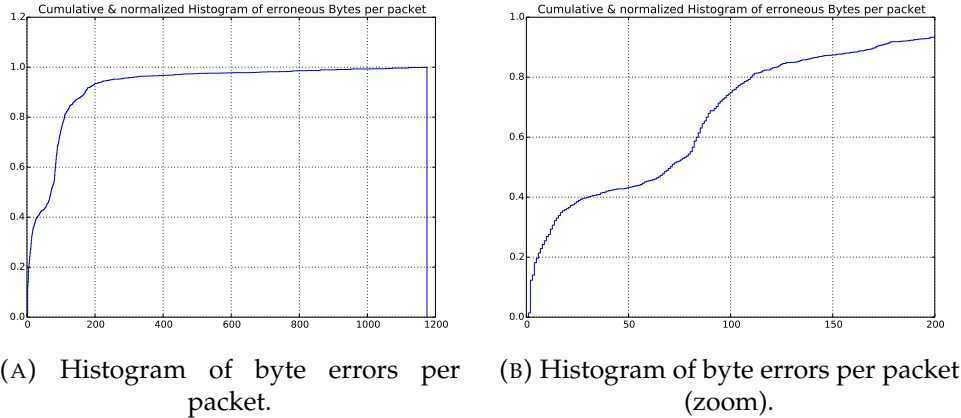 Cumulative & normalized Histogram of erroneous Bytes per packet
1.2
1.0
0.8
0.6
0.4
0.2
0.0
0 200 400 600 800 1000 1200
(A) Histogram of byte errors per
packet.
Cumulative & normalized Histogram of erroneous Bytes per packet
1.0
0.8
0.6
0.4
0.2
0.0
0 50 100 150 200
(B) Histogram of byte errors per packet
(zoom).